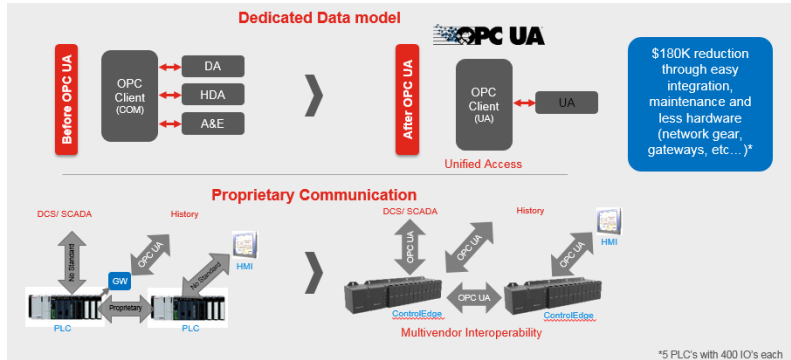 Dedicated Data model
OPC UA
Before OPC UA
OPC
Client
(COM)
DA
HDA
A&E
After OPC UA
OPC
Client
(UA)
UA
Unified Access
$180K reduction
through easy
integration,
maintenance and
less hardware
(network gear,
gateways, etc…)*
Proprietary Communication
DCS/ SCADA
History
No Standard
GW
OPC UA
No Standard
HMI
Proprietary
PLC
PLC
DCS/ SCADA
History
OPC UA
OPC UA
OPC UA
HMI
OPC UA
ControlEdge
ControlEdge
Multivendor Interoperability
*5 PLC's with 400 IO's each